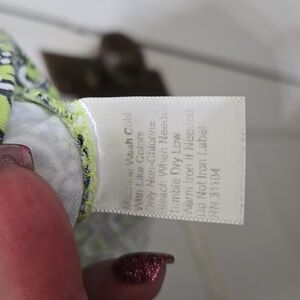 Machine Wash Cold
With Like Colors
Only Non-Chlorine
Bleach When Needed
Tumble Dry Low
Warm Iron If Needed
Do Not Iron Label
RN 31104